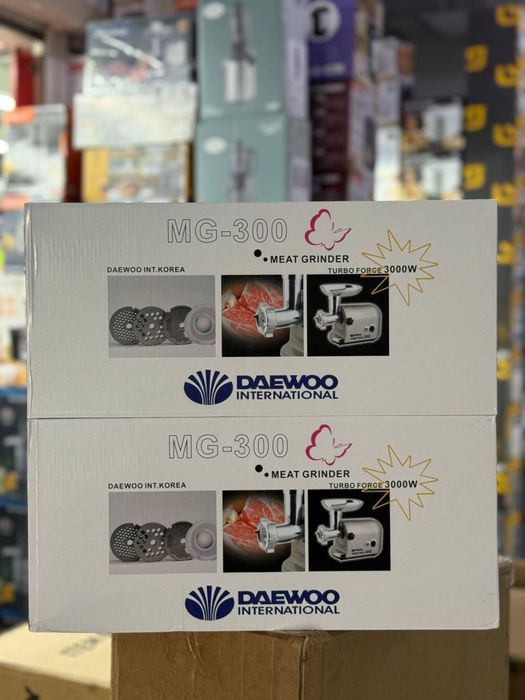 MG-300
MEAT GRINDER
DAEWOO INT.KOREA
TURBO FORCE 3000W
DAEWOO
INTERNATIONAL
MG-300
MEAT GRINDER
DAEWOO INT.KOREA
TURBO FORCE 3000W
DAEWOO
INTERNATIONAL